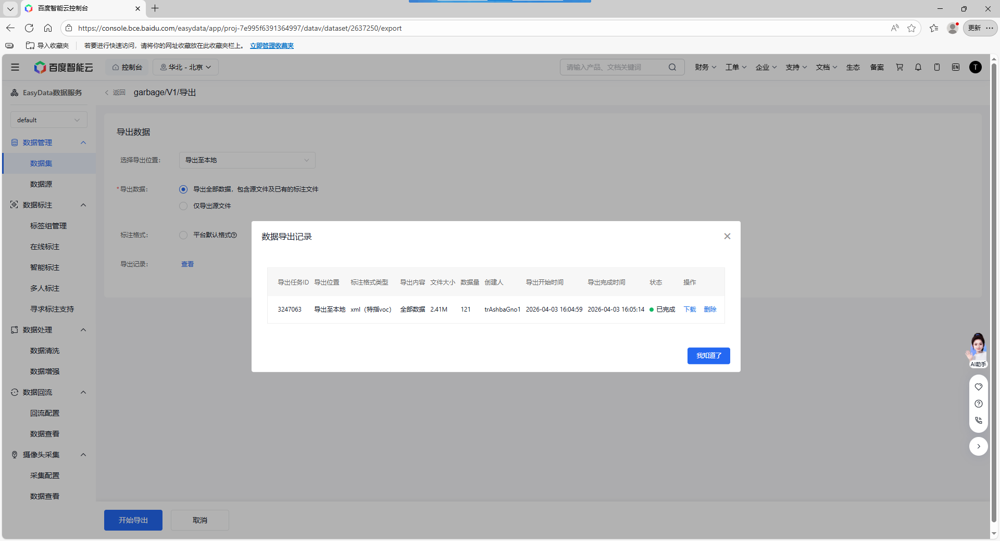 百度智能云控制台
https://console.bce.baidu.com/easydata/app/proj-7e995f6391364997/datav/dataset/2637250/export
更新
导入收藏夹
若要进行快速访问，请将你的网址收藏放在此收藏夹栏上。 立即管理收藏夹
百度智能云
控制台
华北 - 北京
请输入产品、文档关键词
财务 工单 企业 支持 文档 生态 备案
EN
T
EasyData数据服务
返回 garbage/V1/导出
default
数据管理
数据集
数据源
数据标注
标签组管理
在线标注
智能标注
多人标注
寻求标注支持
数据处理
数据清洗
数据增强
数据回流
回流配置
数据查看
摄像头采集
采集配置
数据查看
导出数据
选择导出位置： 导出至本地
*导出数据： 导出全部数据，包含源文件及已有的标注文件
仅导出源文件
标注格式： 平台默认格式
导出记录： 查看
数据导出记录
导出任务ID 导出位置 标注格式类型 导出内容 文件大小 数据量 创建人 导出开始时间 导出完成时间 状态 操作
3247063 导出至本地 xml（特指voc） 全部数据 2.41M 121 trAshbaGno1 2026-04-03 16:04:59 2026-04-03 16:05:14 已完成 下载 删除
我知道了
AI助手
开始导出 取消